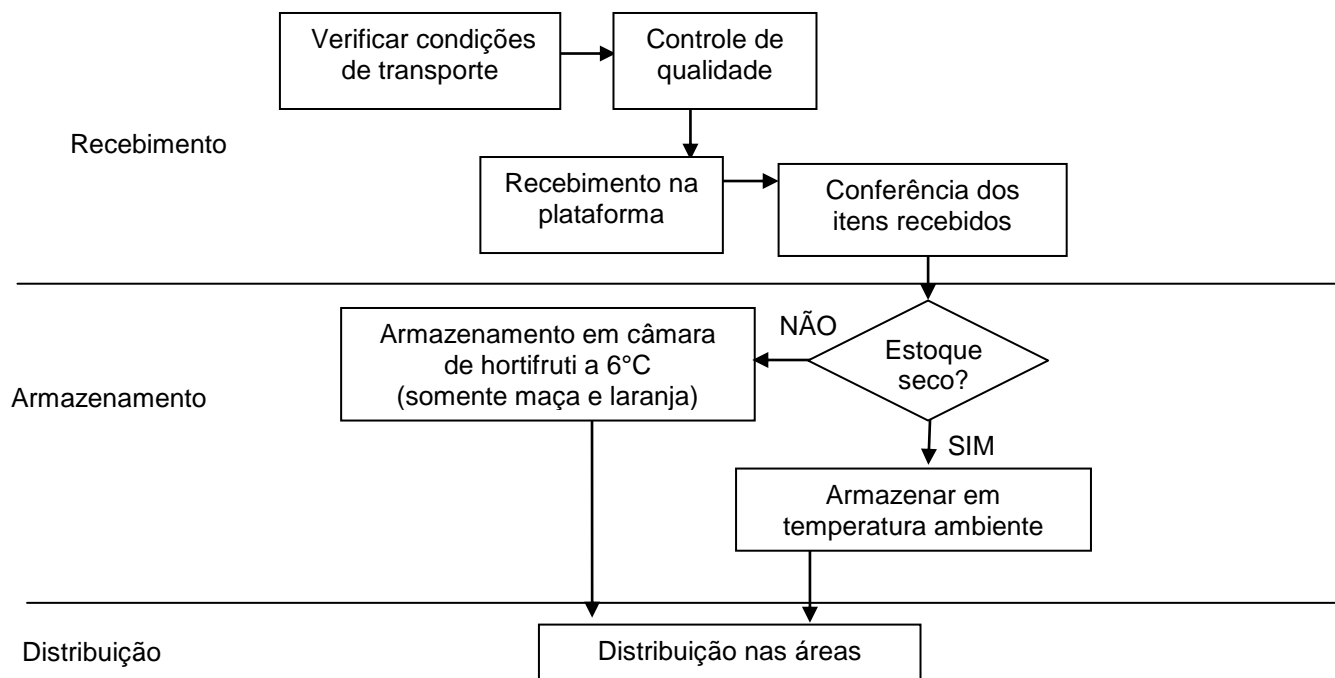 Verificar condições
de transporte
Controle de
qualidade
Recebimento
Recebimento na
plataforma
Conferência dos
itens recebidos
NÃO
Armazenamento em câmara
de hortifruti a 6°C
(somente maça e laranja)
Estoque
seco?
Armazenamento
SIM
Armazenar em
temperatura ambiente
Distribuição
Distribuição nas áreas